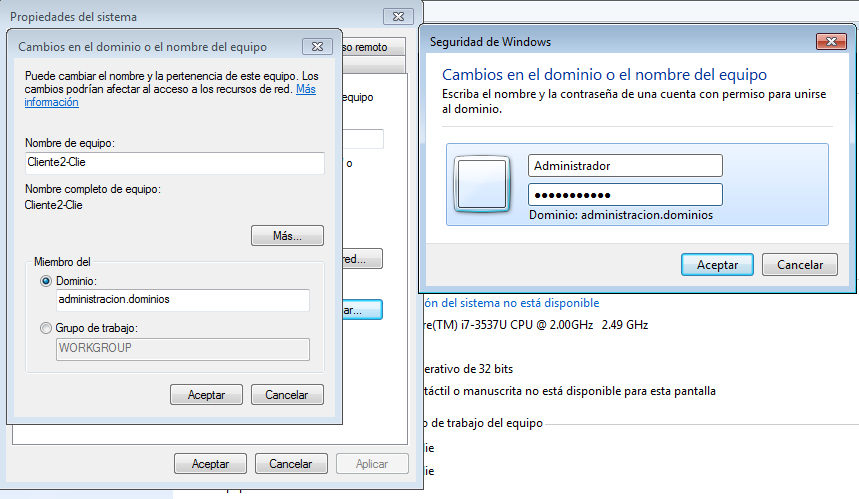 Propiedades del sistema
Cambios en el dominio o el nombre del equipo
so remoto
Puede cambiar el nombre y la pertenencia de este equipo. Los
cambios podrían afectar al acceso a los recursos de red. Más
información
equipo
Nombre de equipo:
Cliente2-Clie
o
Nombre completo de equipo:
Cliente2-Clie
Más...
Miembro del
red...
Dominio:
administracion.dominios
ar...
Grupo de trabajo:
WORKGROUP
Aceptar
Cancelar
Aceptar
Cancelar
Aplicar
Seguridad de Windows
Cambios en el dominio o el nombre del equipo
Escriba el nombre y la contraseña de una cuenta con permiso para unirse
al dominio.
Administrador
●●●●●●●●●●●
Dominio: administracion.dominios
Aceptar
Cancelar
ón del sistema no está disponible
re(TM) i7-3537U CPU @ 2.00GHz 2.49 GHz
erativo de 32 bits
táctil o manuscrita no está disponible para esta pantalla
o de trabajo del equipo
lie
lie